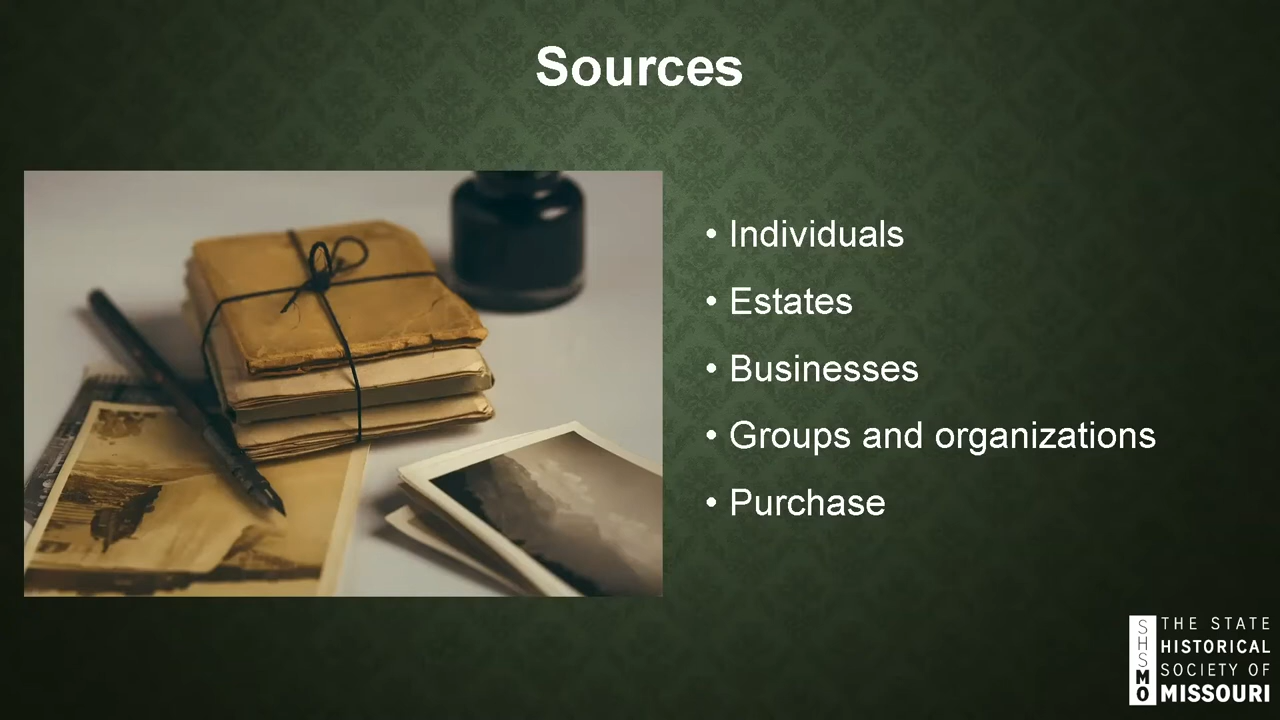 Sources
• Individuals
• Estates
• Businesses
• Groups and organizations
• Purchase
SHSMO
THE STATE
HISTORICAL
SOCIETY OF
MISSOURI